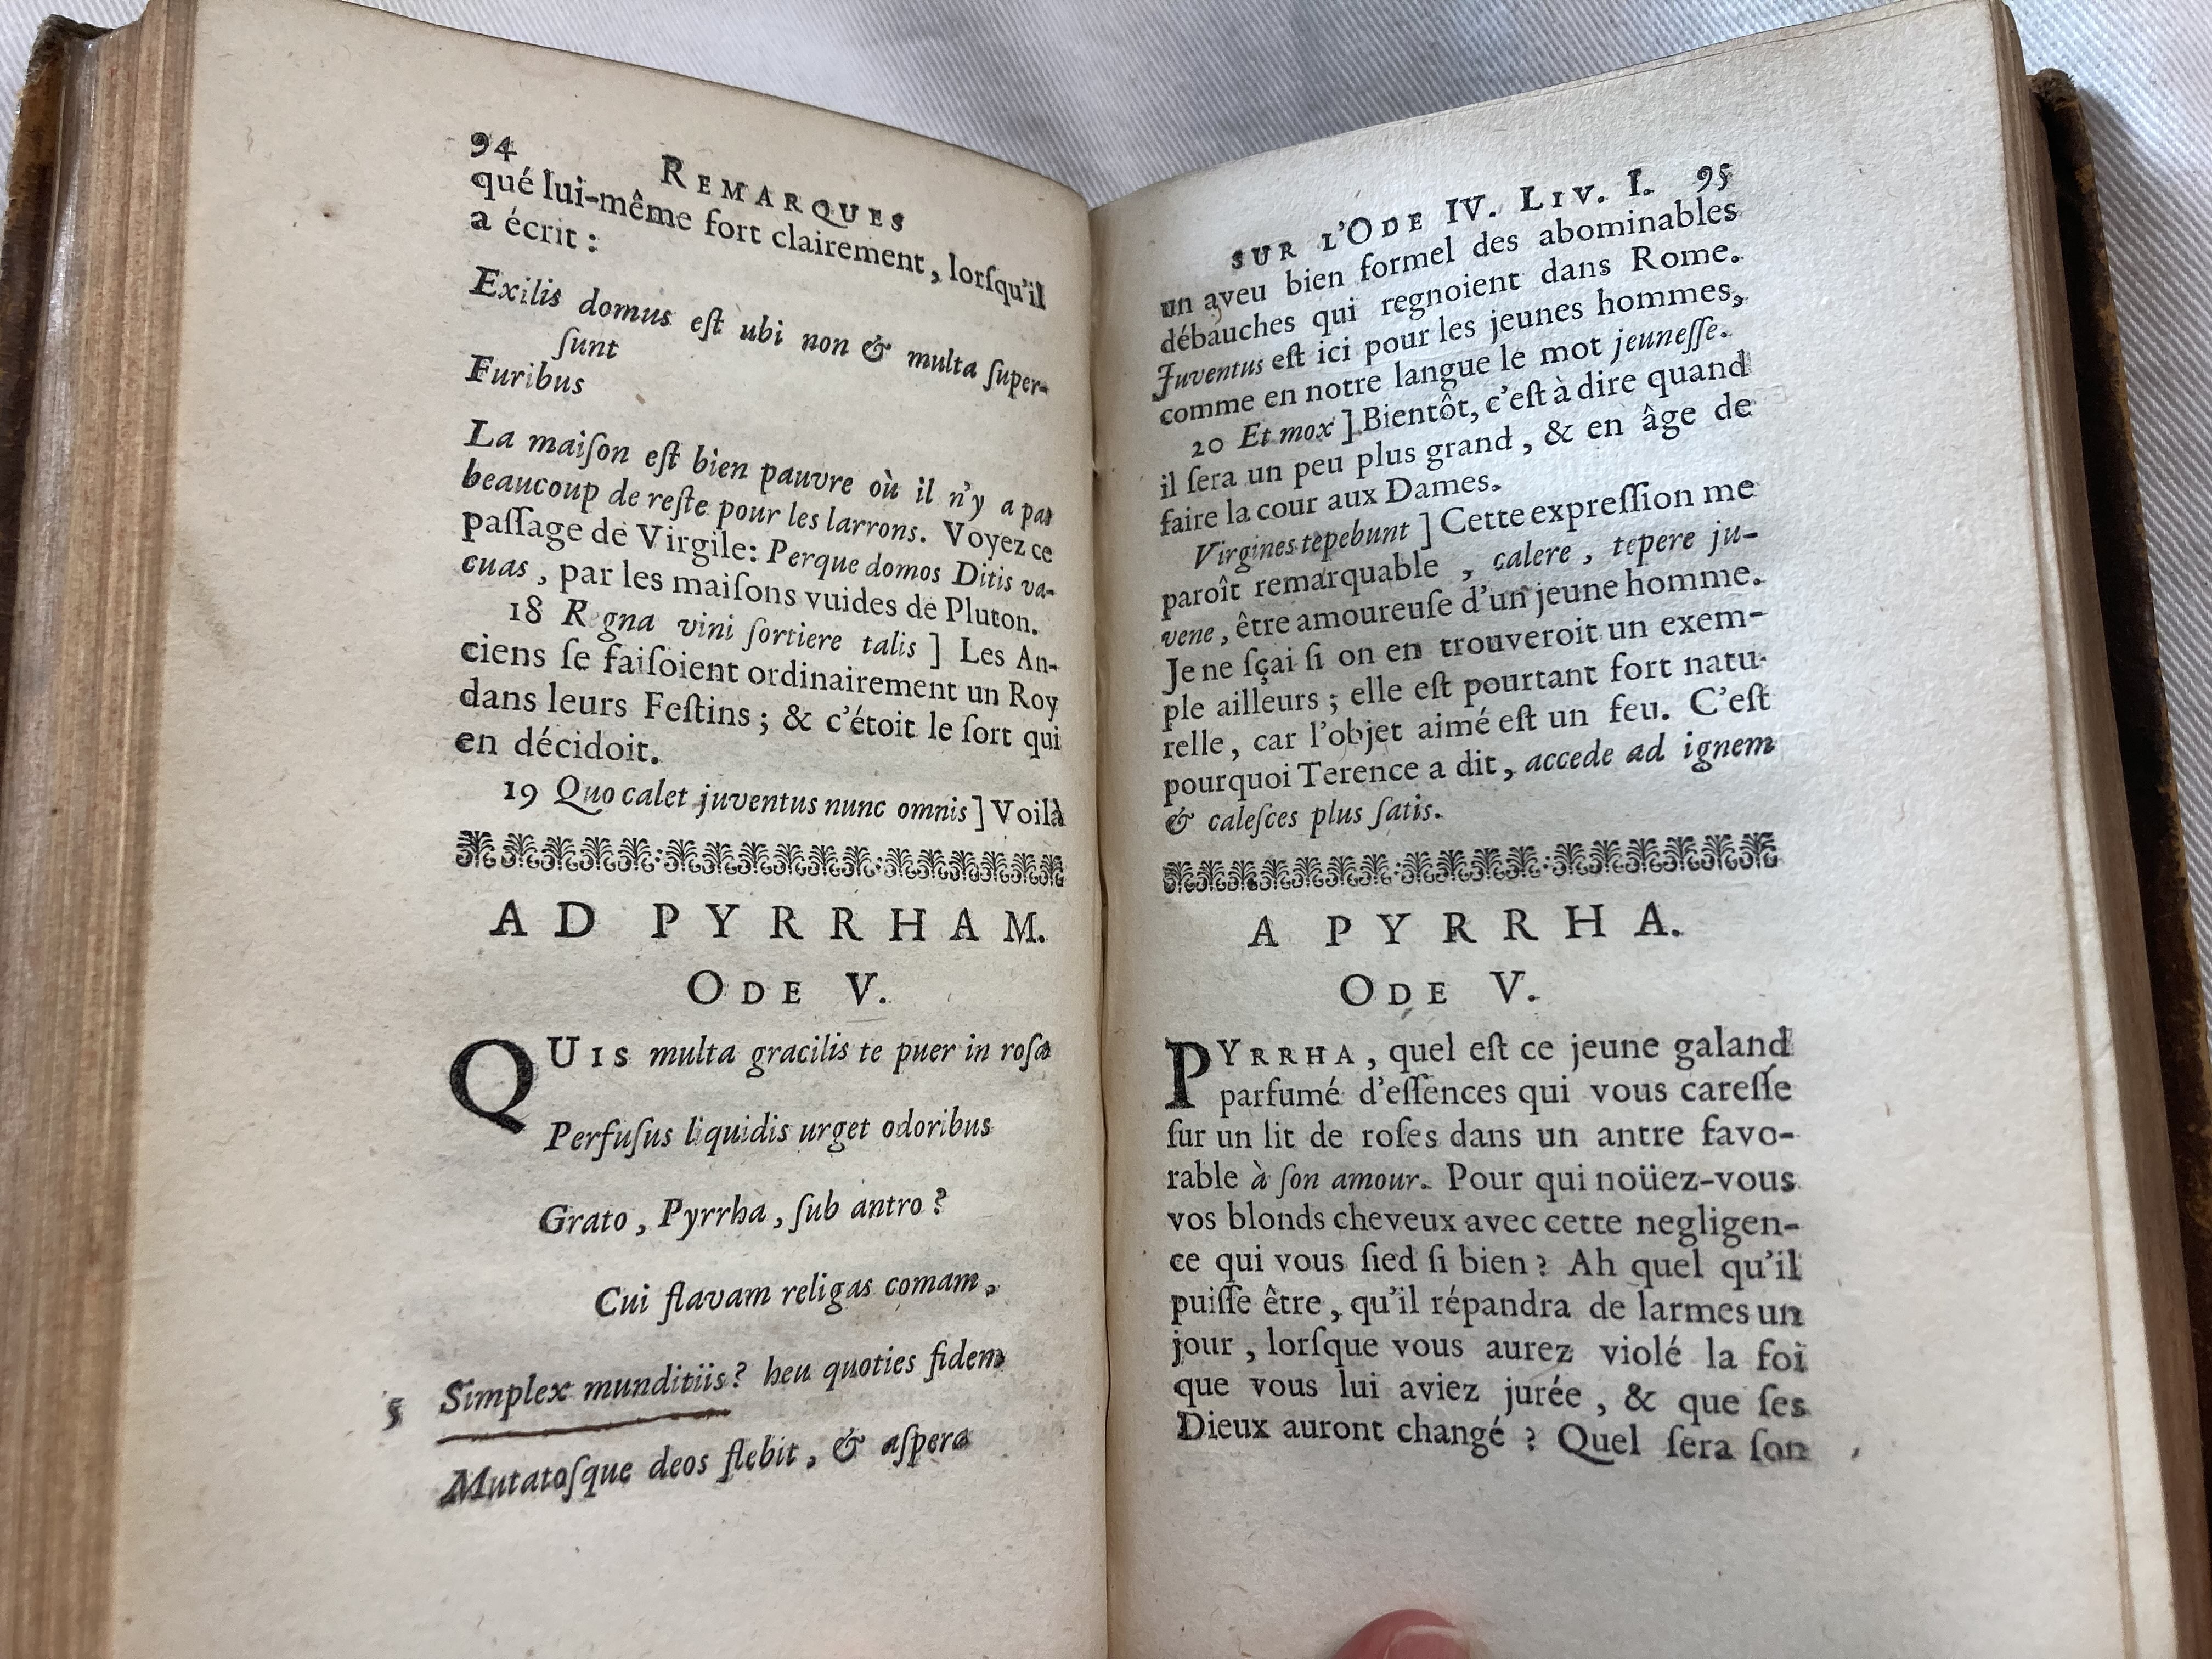 94 REMARQUES
qué lui-même fort clairement, lorſqu'il
a écrit :
Exilis domus eſt ubi non & multa ſuper-
ſunt
Furibus
La maiſon eſt bien pauvre où il n'y a pas
beaucoup de reſte pour les larrons. Voyez ce
paſſage de Virgile: Perque domos Ditis va-
cuas, par les maiſons vuides de Pluton.
18 Regna vini ſortiere talis ] Les An-
ciens ſe faiſoient ordinairement un Roy
dans leurs Feſtins ; & c'étoit le ſort qui
en décidoit.
19 Quo calet juventus nunc omnis ] Voilà
AD PYRRHAM.
ODE V.
QUIS multa gracilis te puer in roſa
Perfuſus liquidis urget odoribus
Grato, Pyrrha, ſub antro ?
Cui flavam religas comam,
5 Simplex munditiis ? heu quoties fidem
Mutatoſque deos flebit, & aſpera
SUR L'ODE IV. LIV. I. 95
un aveu bien formel des abominables
débauches qui regnoient dans Rome.
Juventus eſt ici pour les jeunes hommes,
comme en notre langue le mot jeuneſſe.
20 Et mox ] Bientôt, c'eſt à dire quand
il ſera un peu plus grand, & en âge de
faire la cour aux Dames.
Virgines tepebunt ] Cette expreſſion me
paroît remarquable, calere, tepere ju-
vene, être amoureuſe d'un jeune homme.
Je ne ſçai ſi on en trouveroit un exem-
ple ailleurs ; elle eſt pourtant fort natu-
relle, car l'objet aimé eſt un feu. C'eſt
pourquoi Terence a dit, accede ad ignem
& caleſces plus ſatis.
A PYRRHA.
ODE V.
PYRRHA, quel eſt ce jeune galand
parfumé d'eſſences qui vous careſſe
ſur un lit de roſes dans un antre favo-
rable à ſon amour. Pour qui noüez-vous
vos blonds cheveux avec cette negligen-
ce qui vous ſied ſi bien ? Ah quel qu'il
puiſſe être, qu'il répandra de larmes un
jour, lorſque vous aurez violé la foi
que vous lui aviez jurée, & que ſes
Dieux auront changé ? Quel ſera ſon